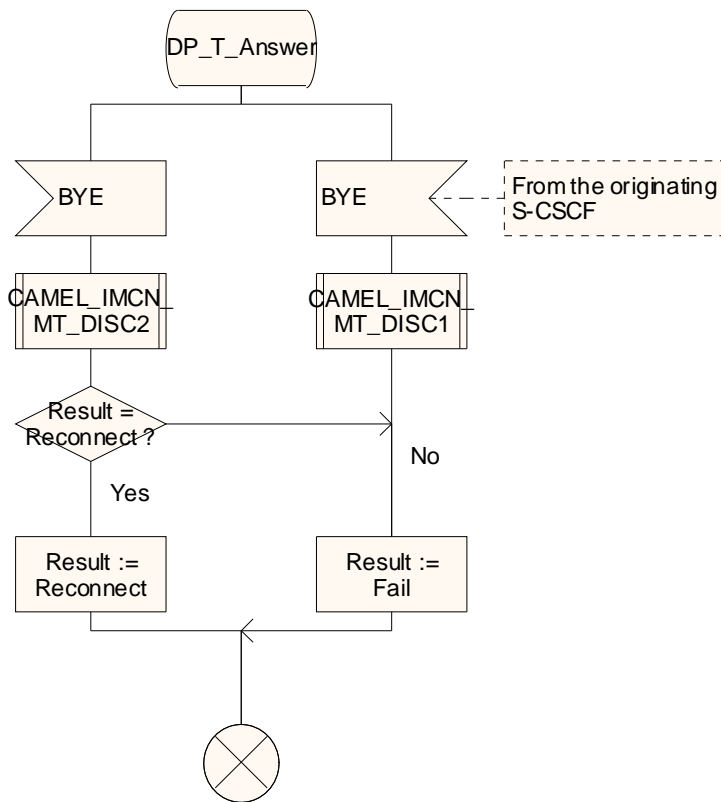 DP_T_Answer
BYE
BYE
From the originating
S-CSCF
CAMEL_IMCN_
MT_DISC2
CAMEL_IMCN_
MT_DISC1
Result =
Reconnect ?
No
Yes
Result :=
Reconnect
Result :=
Fail